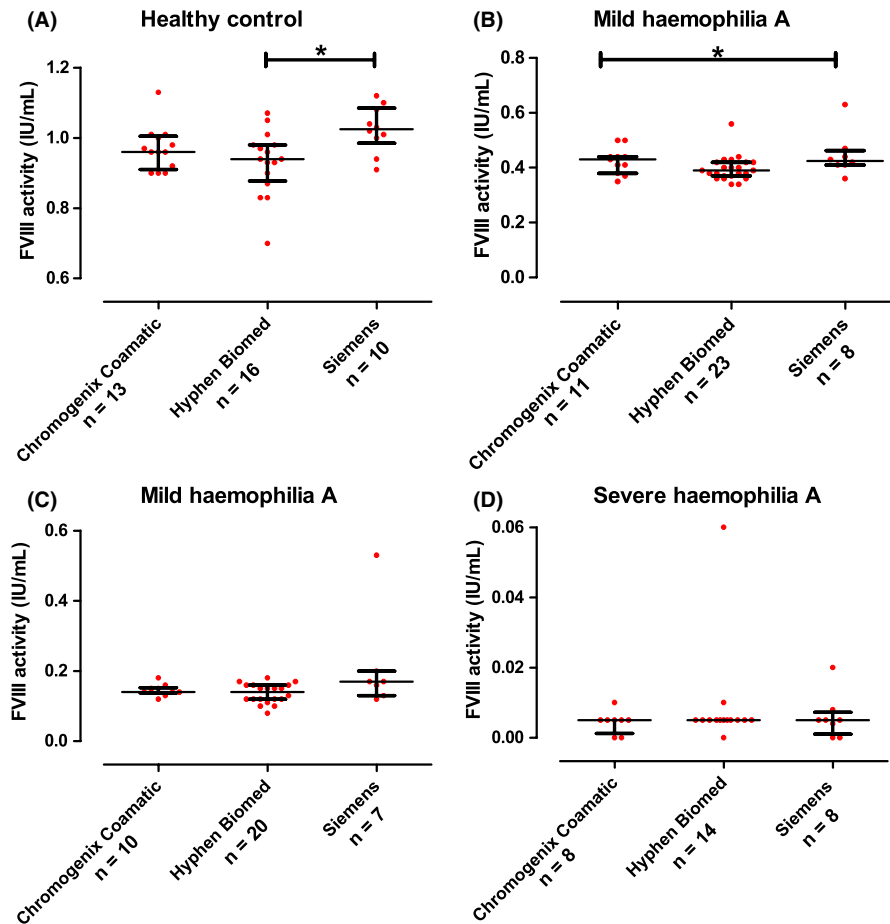 (A) Healthy control
*
FVIII activity (IU/mL)
1.2
1.0
0.8
0.6
Chromogenix Coamatic
n = 13
Hyphen Biomed
n = 16
Siemens
n = 10
(B) Mild haemophilia A
*
FVIII activity (IU/mL)
0.8
0.6
0.4
0.2
0.0
Chromogenix Coamatic
n = 11
Hyphen Biomed
n = 23
Siemens
n = 8
(C) Mild haemophilia A
FVIII activity (IU/mL)
0.6
0.4
0.2
0.0
Chromogenix Coamatic
n = 10
Hyphen Biomed
n = 20
Siemens
n = 7
(D) Severe haemophilia A
FVIII activity (IU/mL)
0.06
0.04
0.02
0.00
Chromogenix Coamatic
n = 8
Hyphen Biomed
n = 14
Siemens
n = 8